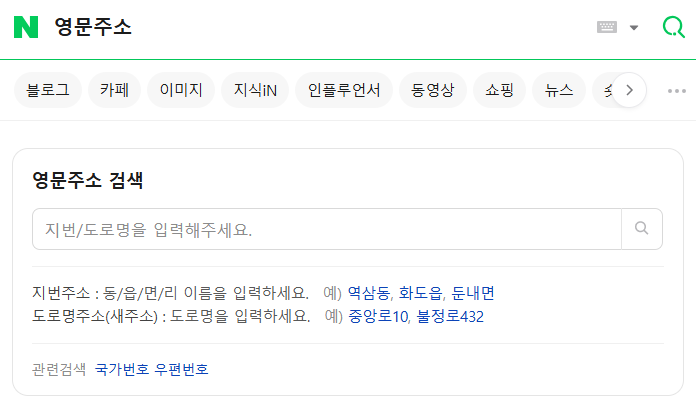 N 영문주소
블로그 카페 이미지 지식iN 인플루언서 동영상 쇼핑 뉴스
영문주소 검색
지번/도로명을 입력해주세요.
지번주소 : 동/읍/면/리 이름을 입력하세요. 예) 역삼동, 화도읍, 둔내면
도로명주소(새주소) : 도로명을 입력하세요. 예) 중앙로10, 불정로432
관련검색 국가번호 우편번호